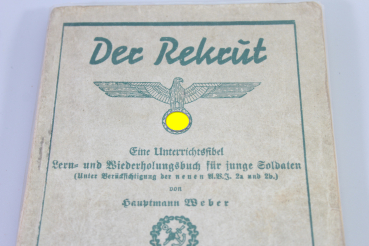 Der Rekrut
Eine Unterrichtsfibel
Lern- und Wiederholungsbuch für junge Soldaten
(Unter Berücksichtigung der neuen A.V.I. 2a und 2b.)
von
Hauptmann Weber